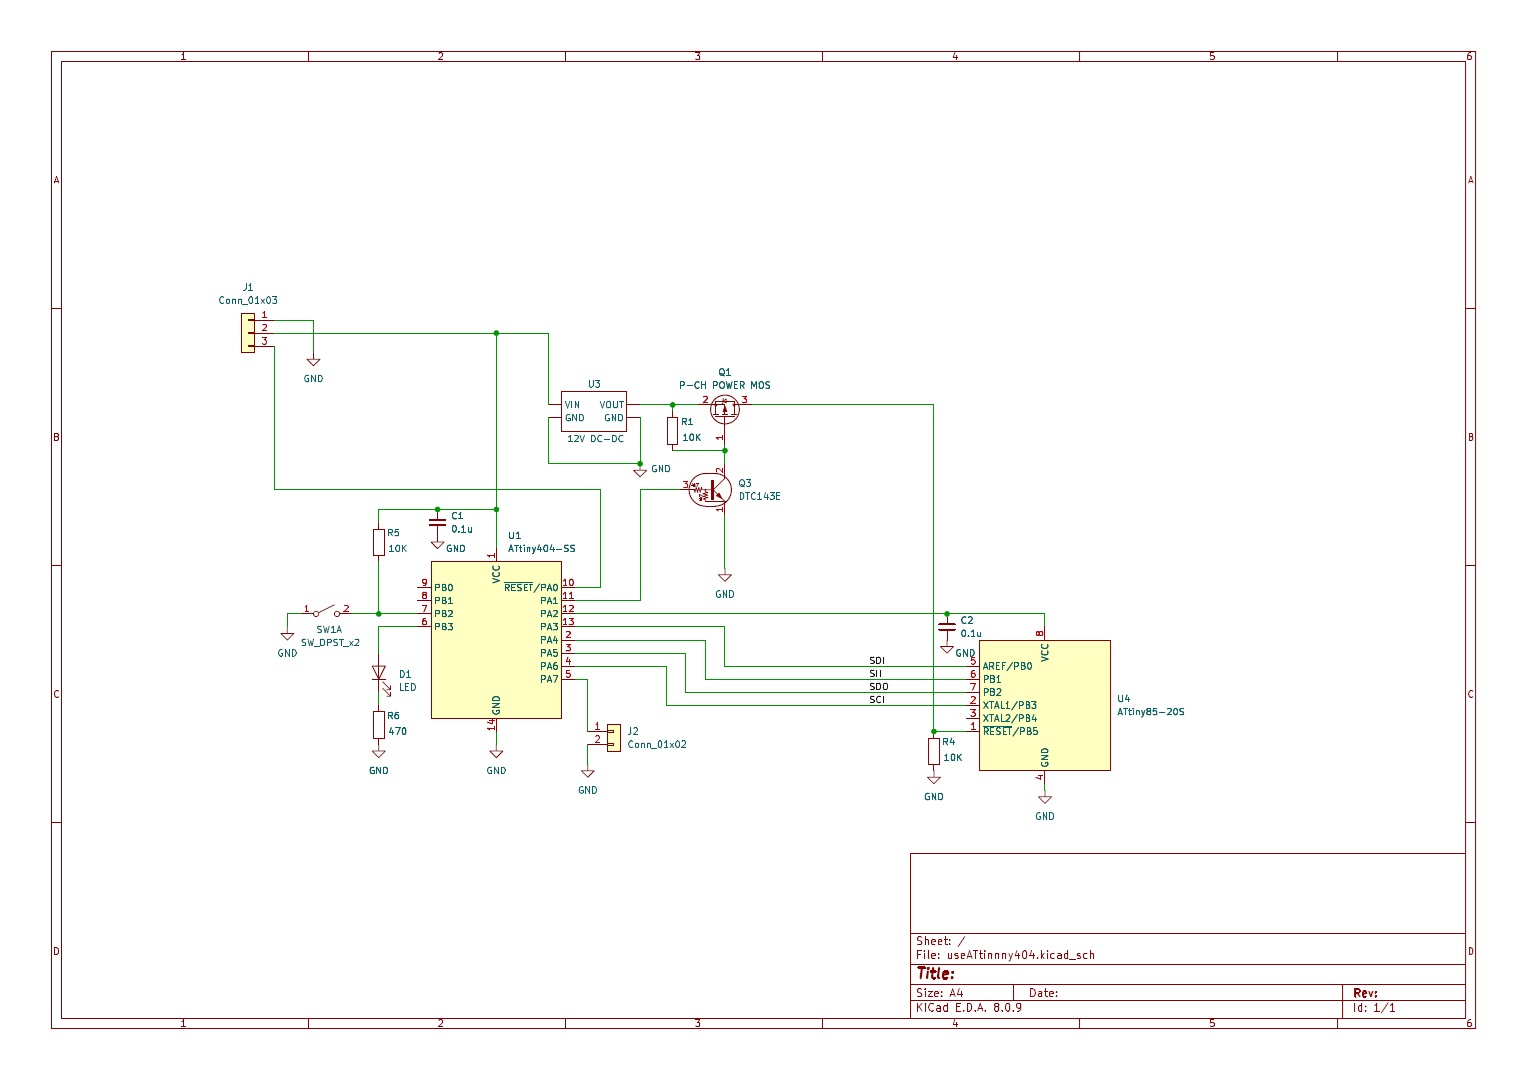 1 2 3 4 5 6
A A
J1
Conn_01x03
1
2
3
GND
B B
U3
VIN VOUT
GND GND
12V DC-DC
GND
Q1
P-CH POWER MOS
2 3
1
R1
10K
Q3
DTC143E
3
2
1
GND
R5
10K
C1
0.1u
GND
U1
ATtiny404-SS
1
VCC
9 PB0 RESET/PA0 10
8 PB1 PA1 11
7 PB2 PA2 12
6 PB3 PA3 13
PA4 2
PA5 3
PA6 4
PA7 5
GND
14
GND
1 2
SW1A
SW_DPST_x2
GND
D1
LED
R6
470
GND
1
2
J2
Conn_01x02
GND
C2
0.1u
GND
SDI
SII
SDO
SCI
8
VCC
5 AREF/PB0
6 PB1
7 PB2
2 XTAL1/PB3
3 XTAL2/PB4
1 RESET/PB5
U4
ATtiny85-20S
GND
4
GND
R4
10K
GND
C C
D D
Sheet: /
File: useATtinnny404.kicad_sch
Title:
Size: A4 Date: Rev:
KiCad E.D.A. 8.0.9 Id: 1/1
1 2 3 4 5 6